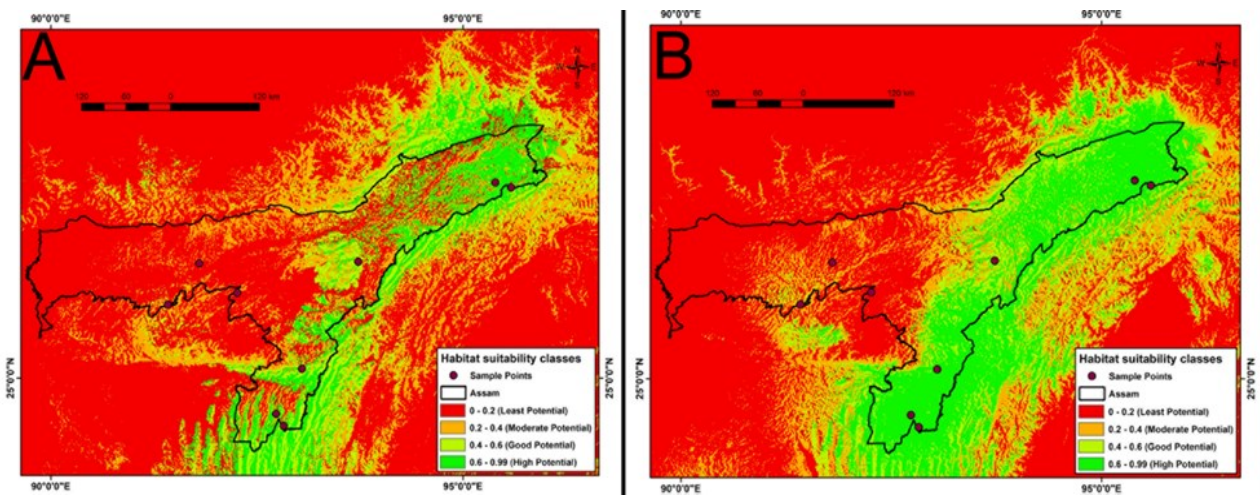 90°0'0"E
95°0'0"E
A
N
W E
S
120 60 0 120 km
Habitat suitability classes
Sample Points
Assam
0 - 0.2 (Least Potential)
0.2 - 0.4 (Moderate Potential)
0.4 - 0.6 (Good Potential)
0.6 - 0.99 (High Potential)
25°0'0"N
90°0'0"E
95°0'0"E
90°0'0"E
95°0'0"E
B
N
W E
S
120 60 0 120 km
Habitat suitability classes
Sample Points
Assam
0 - 0.2 (Least Potential)
0.2 - 0.4 (Moderate Potential)
0.4 - 0.6 (Good Potential)
0.6 - 0.99 (High Potential)
25°0'0"N
25°0'0"N
90°0'0"E
95°0'0"E